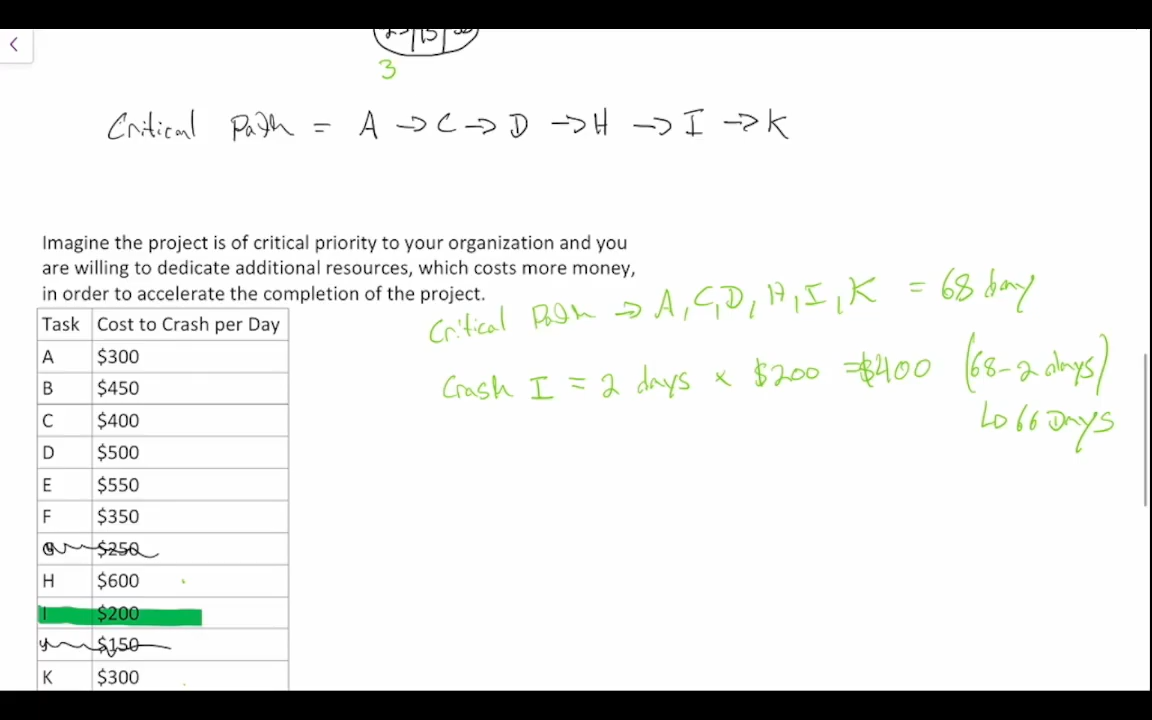 3
Critical Path = A → C → D → H → I → K
Imagine the project is of critical priority to your organization and you
are willing to dedicate additional resources, which costs more money,
in order to accelerate the completion of the project.
Critical Path → A, C, D, H, I, K = 68 day
Crash I = 2 days × $200 = $400 (68 - 2 days)
↳ 66 Days
Task Cost to Crash per Day
A $300
B $450
C $400
D $500
E $550
F $350
$250
H $600
I $200
$150
K $300